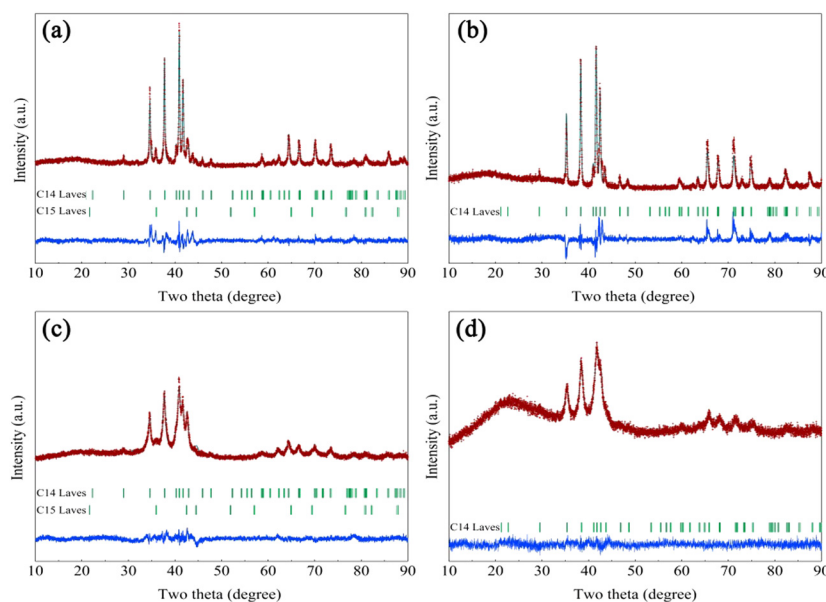 (a)
Intensity (a.u.)
C14 Laves
C15 Laves
10 20 30 40 50 60 70 80 90
Two theta (degree)
(b)
Intensity (a.u.)
C14 Laves
10 20 30 40 50 60 70 80 90
Two theta (degree)
(c)
Intensity (a.u.)
C14 Laves
C15 Laves
10 20 30 40 50 60 70 80 90
Two theta (degree)
(d)
Intensity (a.u.)
C14 Laves
10 20 30 40 50 60 70 80 90
Two theta (degree)